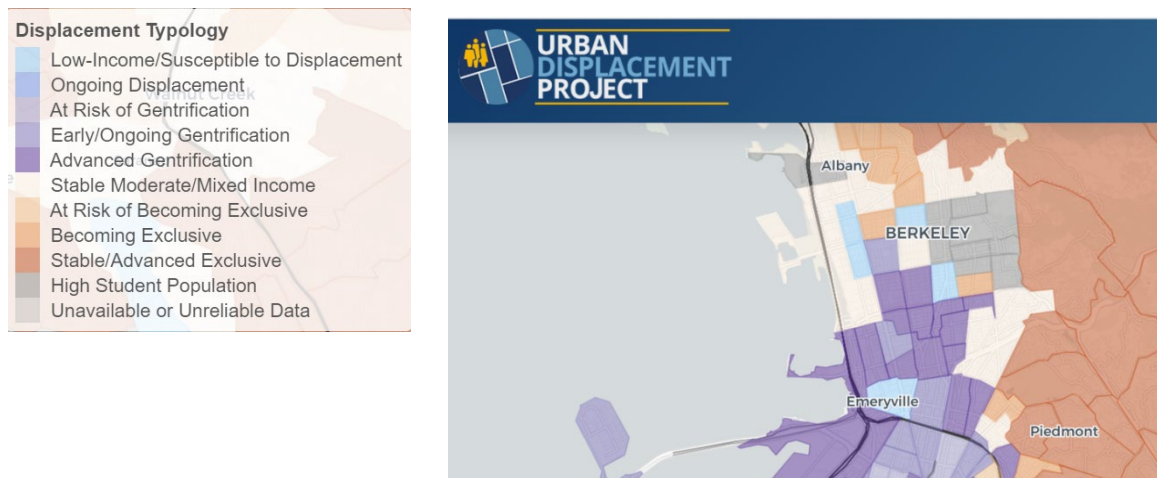 Displacement Typology
Low-Income/Susceptible to Displacement
Ongoing Displacement
Walnut Creek
At Risk of Gentrification
Early/Ongoing Gentrification
Advanced Gentrification
Stable Moderate/Mixed Income
At Risk of Becoming Exclusive
Becoming Exclusive
Stable/Advanced Exclusive
High Student Population
Unavailable or Unreliable Data
URBAN
DISPLACEMENT
PROJECT
Albany
BERKELEY
Emeryville
Piedmont